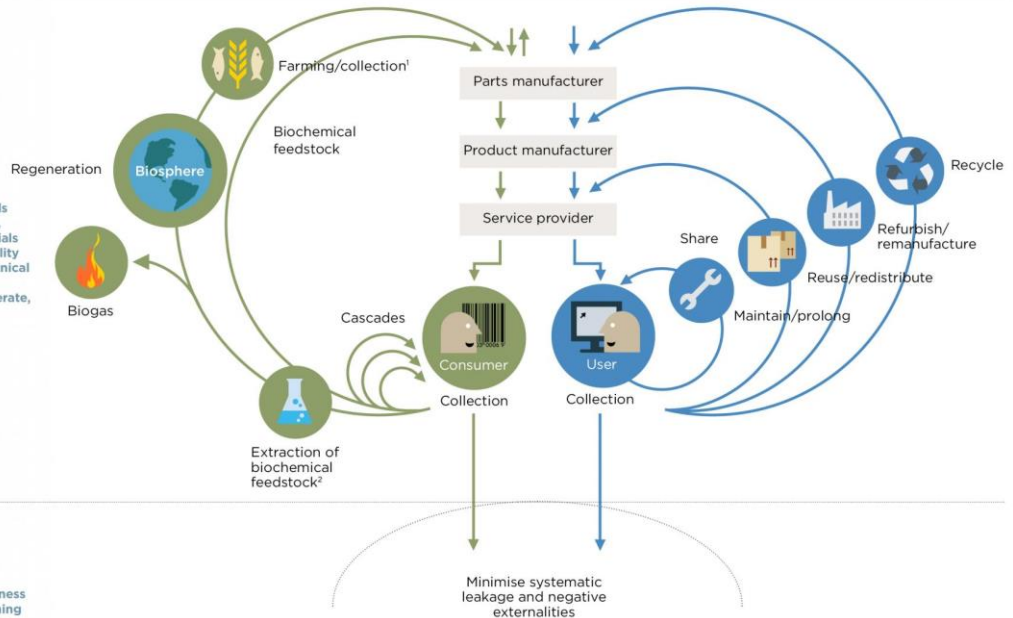 Farming/collection¹
Parts manufacturer
Biochemical
feedstock
Product manufacturer
Regeneration
Biosphere
Recycle
Service provider
Refurbish/
remanufacture
Share
Reuse/redistribute
Biogas
Cascades
Maintain/prolong
Consumer
User
Collection
Collection
Extraction of
biochemical
feedstock²
Minimise systematic
leakage and negative
externalities